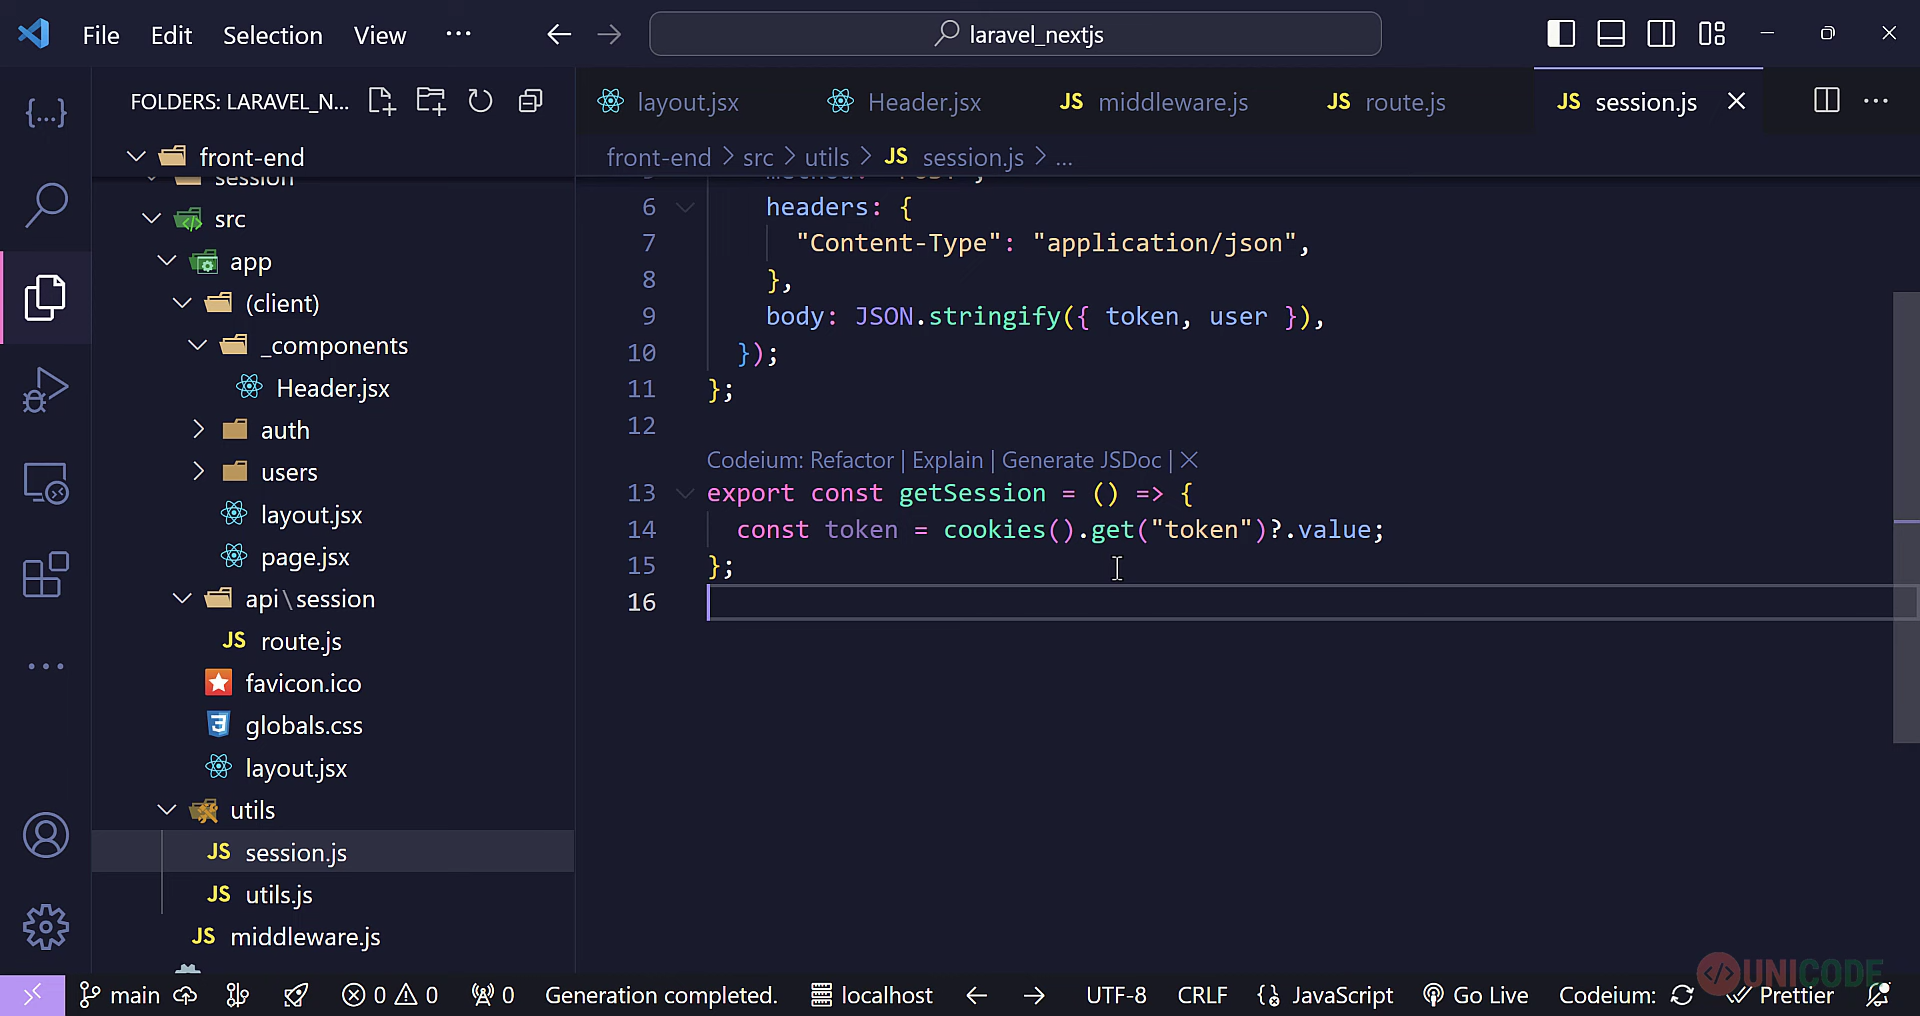 File Edit Selection View ...
laravel_nextjs
FOLDERS: LARAVEL_N...
front-end
session
src
app
(client)
_components
Header.jsx
auth
users
layout.jsx
page.jsx
api\session
JS route.js
favicon.ico
globals.css
layout.jsx
utils
JS session.js
JS utils.js
JS middleware.js
layout.jsx Header.jsx JS middleware.js JS route.js JS session.js
front-end > src > utils > JS session.js > ...
6 headers: {
7 "Content-Type": "application/json",
8 },
9 body: JSON.stringify({ token, user }),
10 });
11 };
12
Codeium: Refactor | Explain | Generate JSDoc | X
13 export const getSession = () => {
14 const token = cookies().get("token")?.value;
15 };
16
UNICODE
main 0 0 0 Generation completed. localhost UTF-8 CRLF JavaScript Go Live Codeium: Prettier